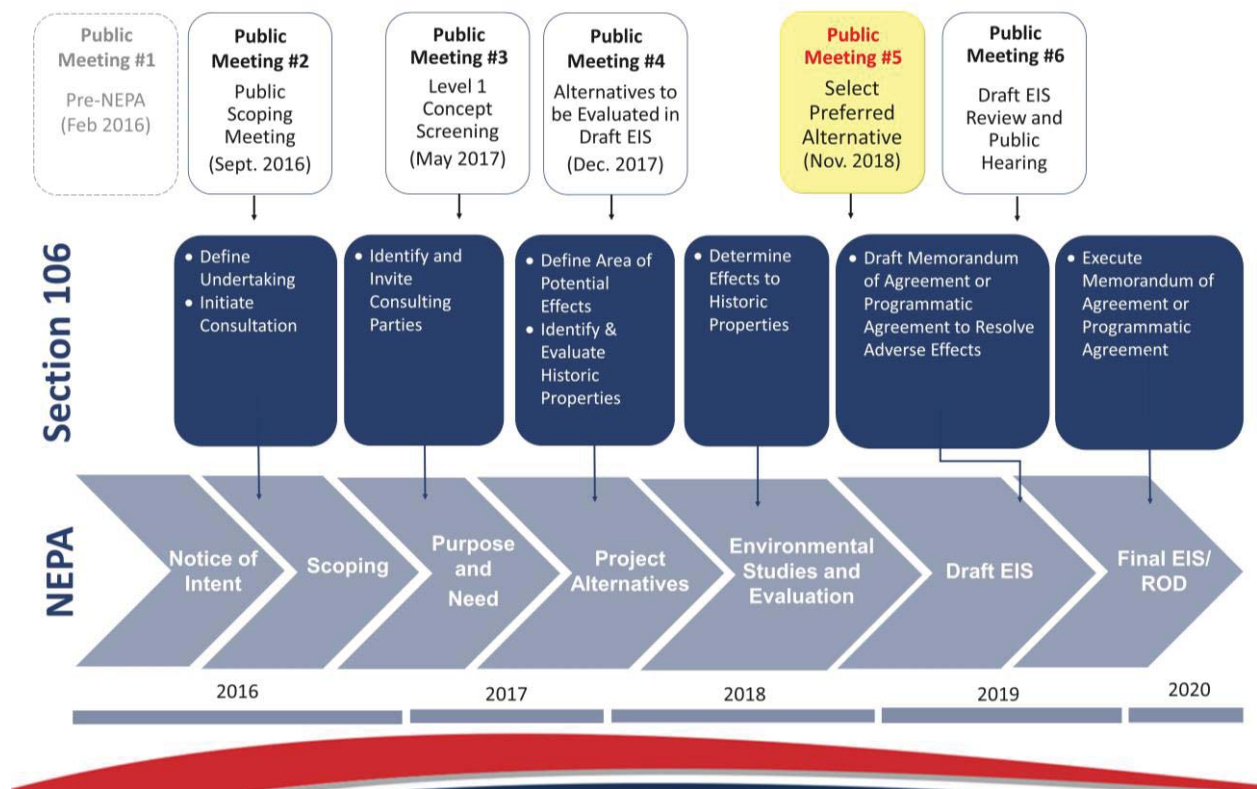 Public
Meeting #1
Pre-NEPA
(Feb 2016)
Public
Meeting #2
Public
Scoping
Meeting
(Sept. 2016)
Public
Meeting #3
Level 1
Concept
Screening
(May 2017)
Public
Meeting #4
Alternatives to
be Evaluated in
Draft EIS
(Dec. 2017)
Public
Meeting #5
Select
Preferred
Alternative
(Nov. 2018)
Public
Meeting #6
Draft EIS
Review and
Public
Hearing
Section 106
• Define
Undertaking
• Initiate
Consultation
• Identify and
Invite
Consulting
Parties
• Define Area of
Potential
Effects
• Identify &
Evaluate
Historic
Properties
• Determine
Effects to
Historic
Properties
• Draft Memorandum
of Agreement or
Programmatic
Agreement to Resolve
Adverse Effects
• Execute
Memorandum of
Agreement or
Programmatic
Agreement
NEPA
Notice of
Intent
Scoping
Purpose
and
Need
Project
Alternatives
Environmental
Studies and
Evaluation
Draft EIS
Final EIS/
ROD
2016
2017
2018
2019
2020